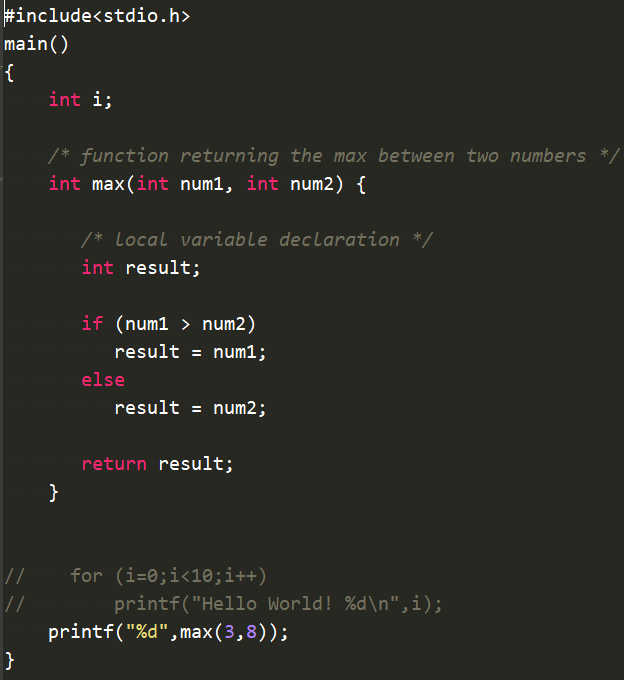 #include<stdio.h>
main()
{
    int i;

    /* function returning the max between two numbers */
    int max(int num1, int num2) {

       /* local variable declaration */
       int result;

       if (num1 > num2)
          result = num1;
       else
          result = num2;

       return result;
    }


//    for (i=0;i<10;i++)
//        printf("Hello World! %d\n",i);
    printf("%d",max(3,8));
}